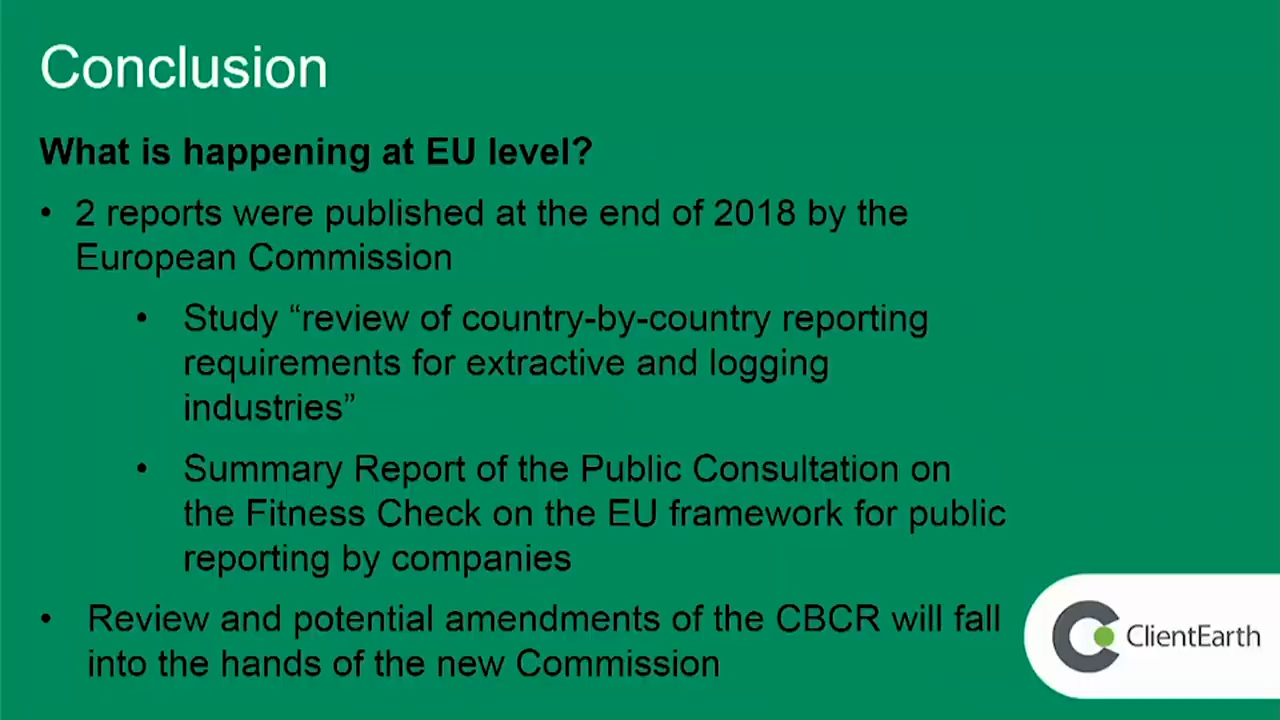 Conclusion
What is happening at EU level?
• 2 reports were published at the end of 2018 by the
European Commission
• Study “review of country-by-country reporting
requirements for extractive and logging
industries”
• Summary Report of the Public Consultation on
the Fitness Check on the EU framework for public
reporting by companies
• Review and potential amendments of the CBCR will fall
into the hands of the new Commission
ClientEarth